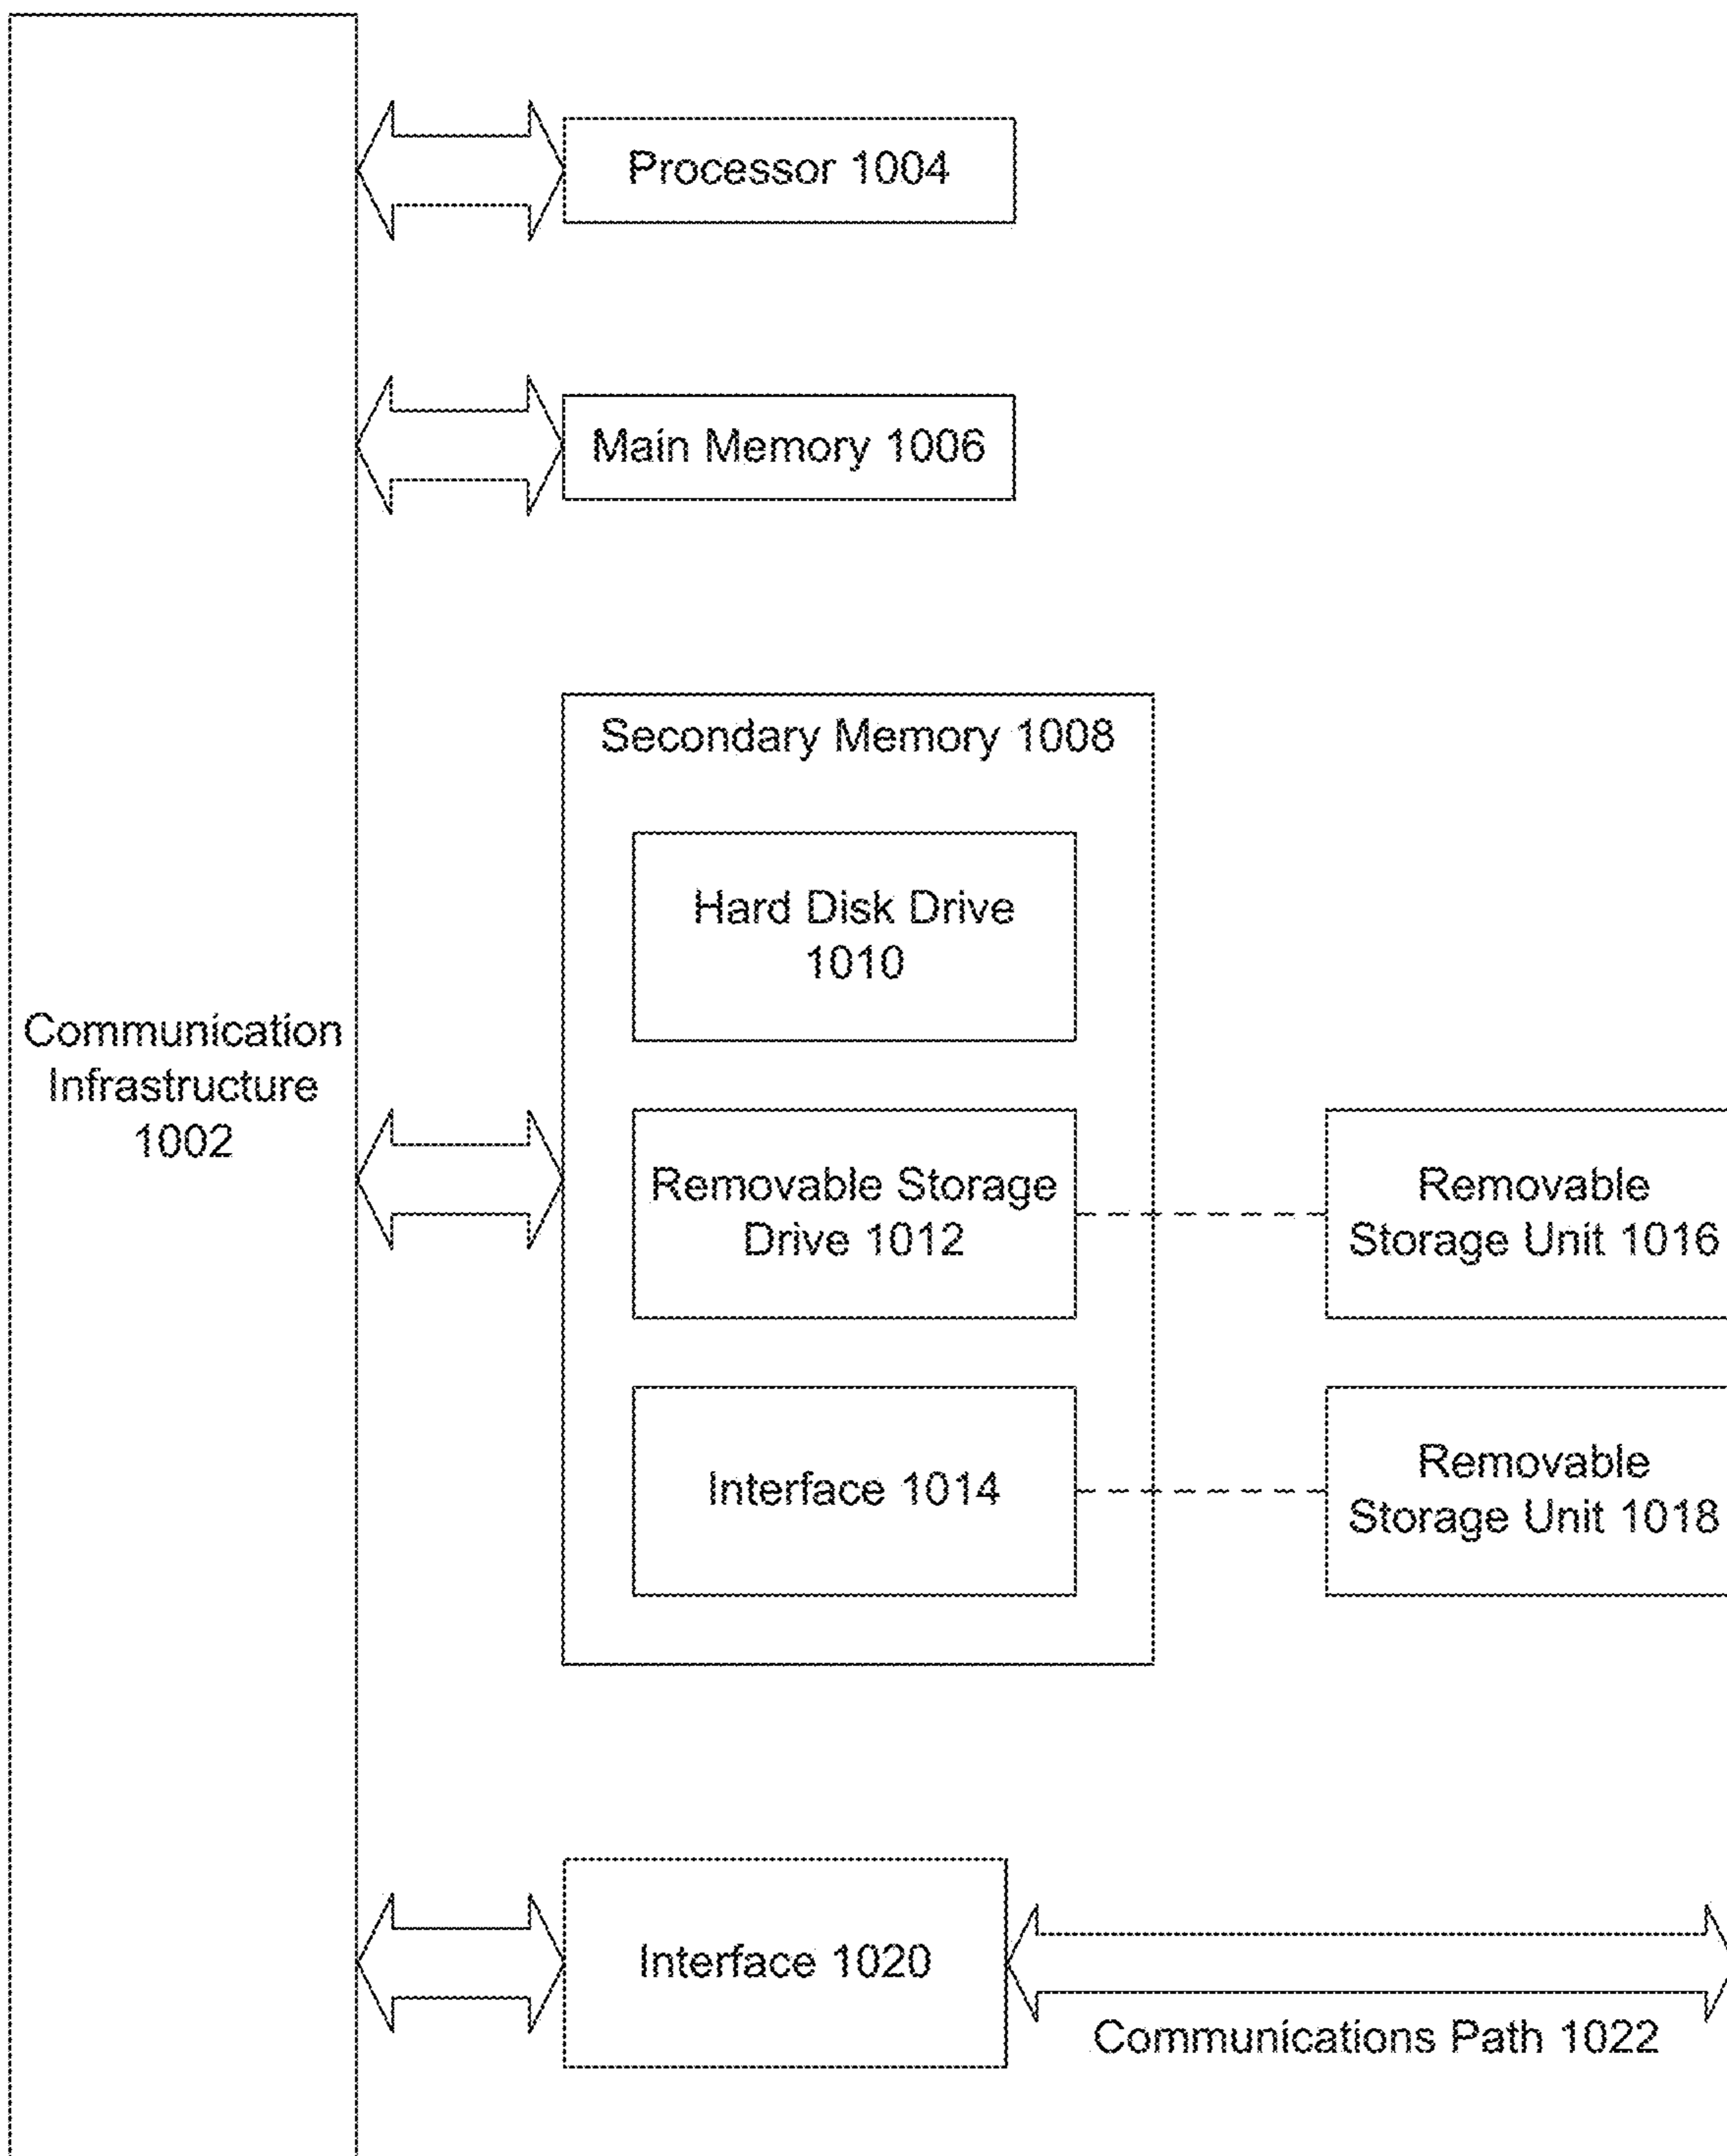 Processor 1004
Main Memory 1006
Secondary Memory 1008
Hard Disk Drive
1010
Communication
Infrastructure
1002
Removable Storage
Drive 1012
Removable
Storage Unit 1016
Interface 1014
Removable
Storage Unit 1018
Interface 1020
Communications Path 1022